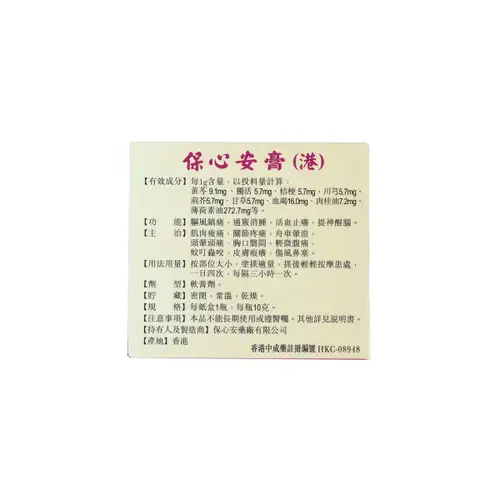 保心安膏(港)
【有效成分】每1g含量，以投料量計算：
黃芩 9.1mg、獨活 5.7mg、桔梗 5.7mg、川芎5.7mg、
荊芥5.7mg、甘草5.7mg、血竭16.0mg、肉桂油7.2mg、
薄荷素油272.7mg等。
【功　能】驅風鎮痛，通竅消腫，活血止癢，提神醒腦。
【主　治】肌肉痠痛，關節疼痛，舟車暈浪，
頭暈頭痛，胸口翳悶，輕微腹痛，
蚊叮蟲咬，皮膚痕癢，傷風鼻塞。
【用法用量】按部位大小，塗搽適量，搽後輕輕按摩患處，
一日四次，每隔三小時一次。
【劑　型】軟膏劑。
【貯　藏】密閉，常溫，乾燥。
【規　格】每紙盒1瓶，每瓶10克。
【注意事項】本品不能長期使用或遵醫囑。其他詳見說明書。
【持有人及製造商】保心安藥廠有限公司
【產地】香港
香港中成藥註冊編號 HKC-08948